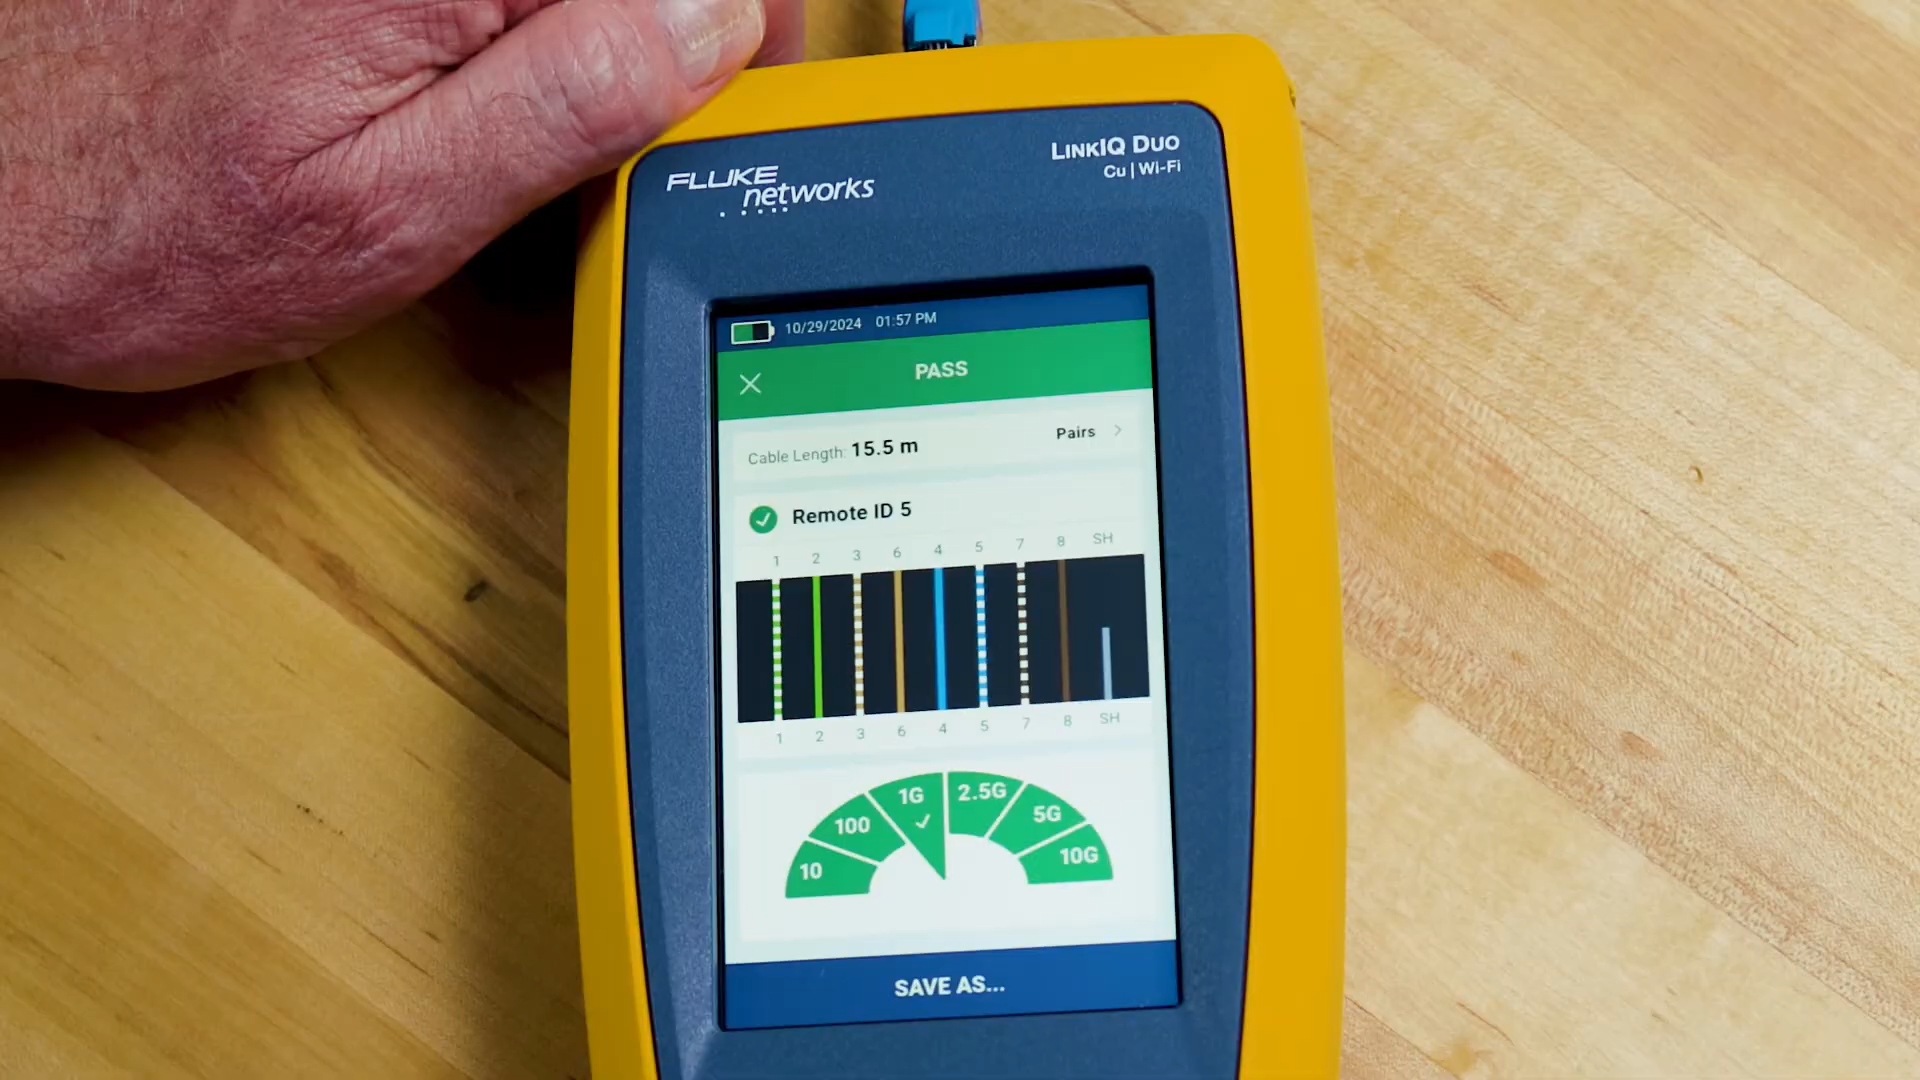 FLUKE
networks
LINKIQ DUO
Cu | Wi-Fi
10/29/2024 01:57 PM
PASS
Cable Length: 15.5 m
Pairs
Remote ID 5
1 2 3 6 4 5 7 8 SH
1 2 3 6 4 5 7 8 SH
10 100 1G 2.5G 5G 10G
SAVE AS...